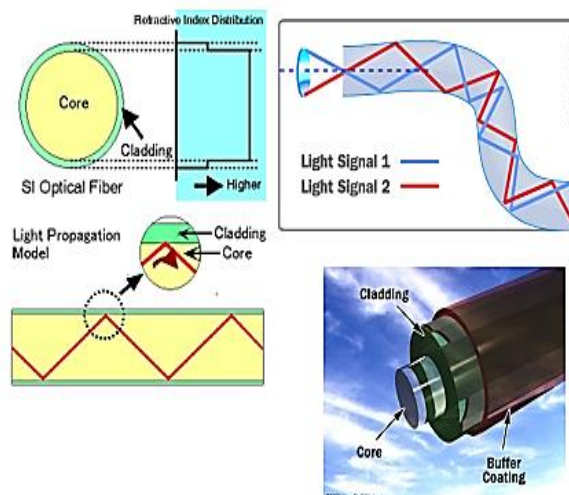 Refractive Index Distribution
Core
Cladding
SI Optical Fiber
Higher
Light Signal 1
Light Signal 2
Light Propagation
Model
Cladding
Core
Cladding
Core
Buffer
Coating